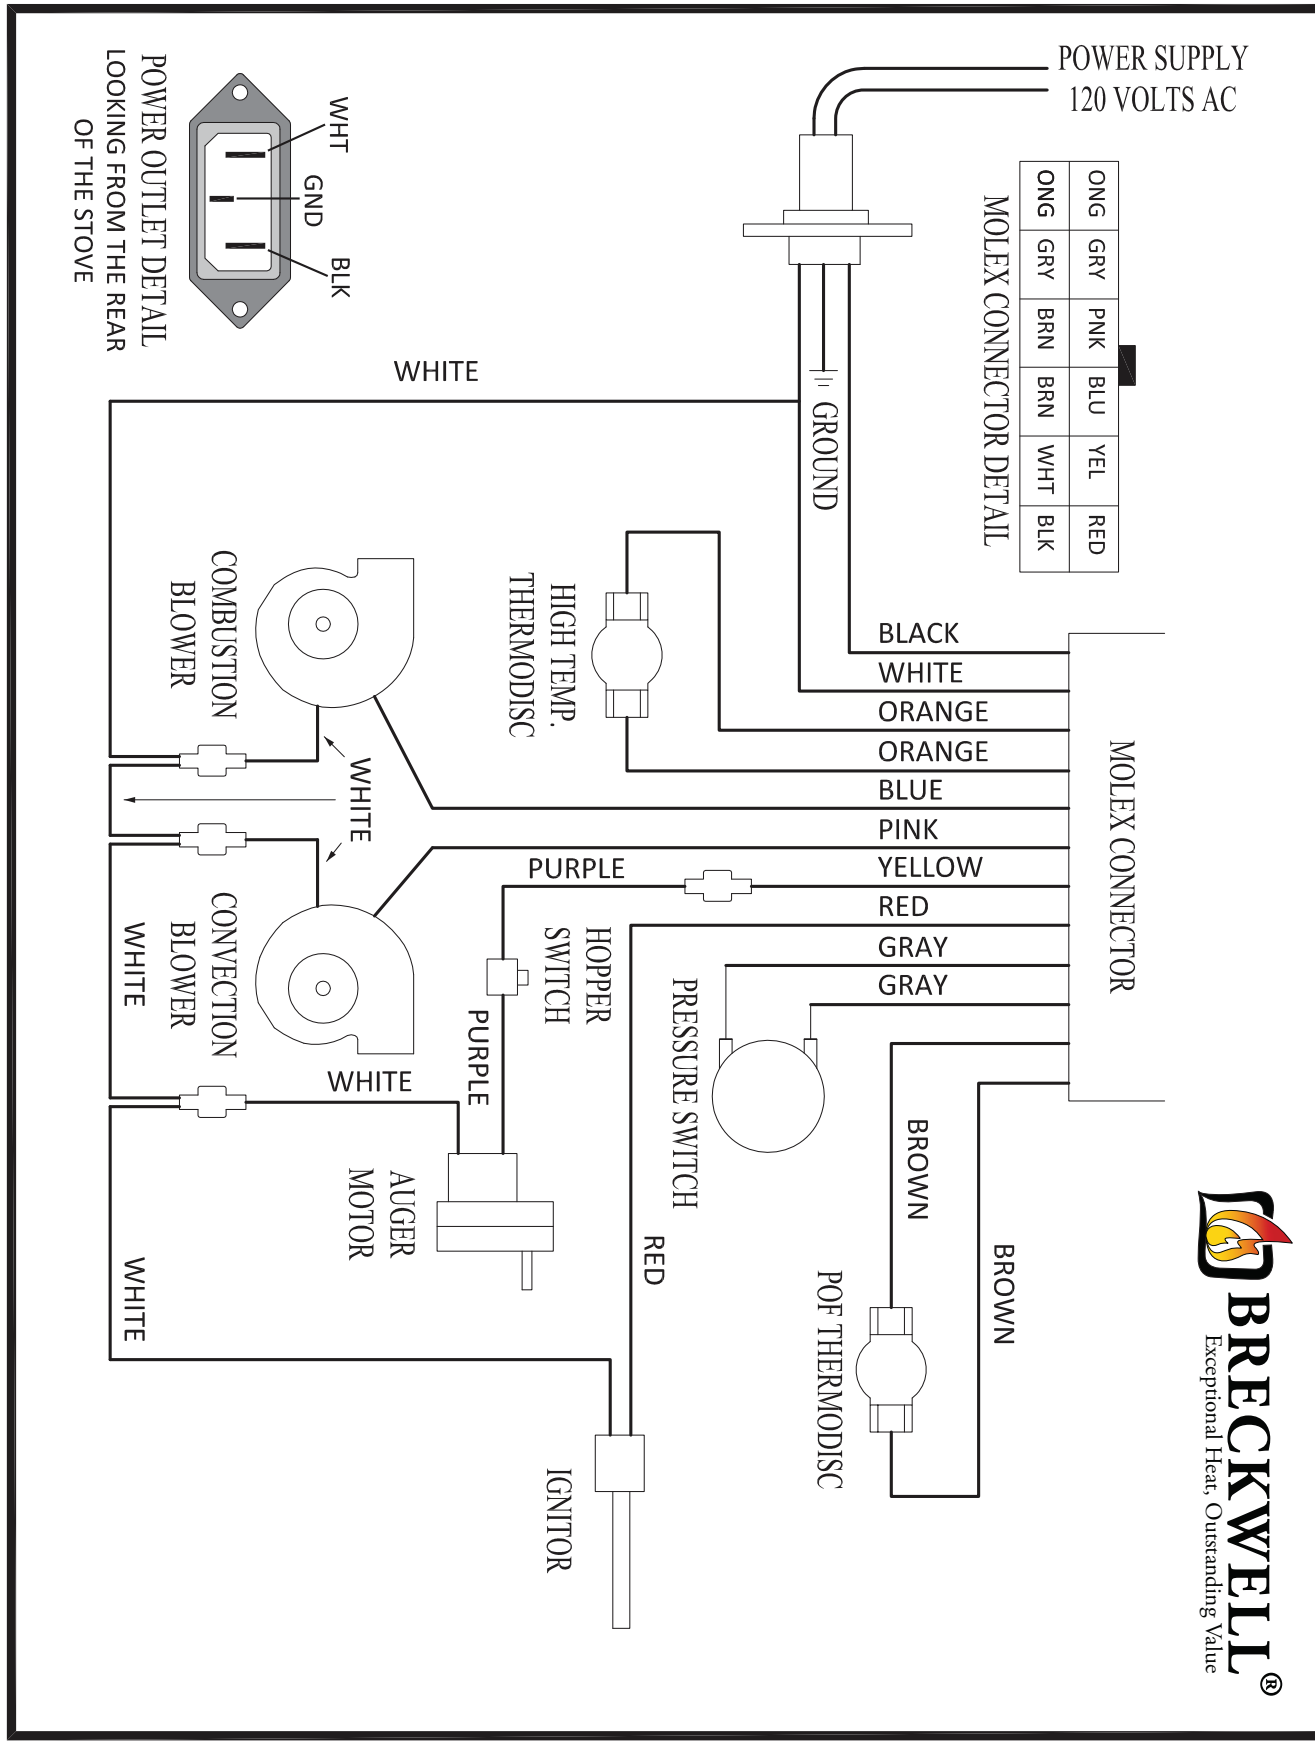 POWER SUPPLY
120 VOLTS AC
ONG GRY PNK BLU YEL RED
ONG GRY BRN BRN WHT BLK
MOLEX CONNECTOR DETAIL
WHT
GND
BLK
POWER OUTLET DETAIL
LOOKING FROM THE REAR
OF THE STOVE
WHITE
GROUND
HIGH TEMP.
THERMODISC
COMBUSTION
BLOWER
BLACK
WHITE
ORANGE
ORANGE
BLUE
PINK
YELLOW
RED
GRAY
GRAY
MOLEX CONNECTOR
WHITE
PURPLE
HOPPER
SWITCH
PURPLE
PRESSURE SWITCH
CONVECTION
BLOWER
WHITE
WHITE
AUGER
MOTOR
RED
BROWN
BROWN
POF THERMODISC
WHITE
IGNITOR
BRECKWELL®
Exceptional Heat, Outstanding Value